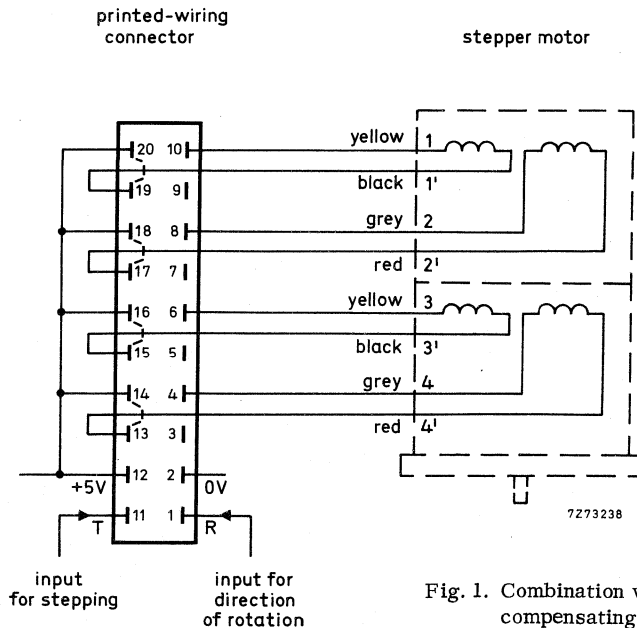 printed-wiring
connector
stepper motor
20 10 yellow 1
19 9 black 1'
18 8 grey 2
17 7 red 2'
16 6 yellow 3
15 5 black 3'
14 4 grey 4
13 3 red 4'
+5V 12 2 0V
T 11 1 R
7Z73238
input
for stepping
input for
direction
of rotation
Fig. 1. Combination
compensating